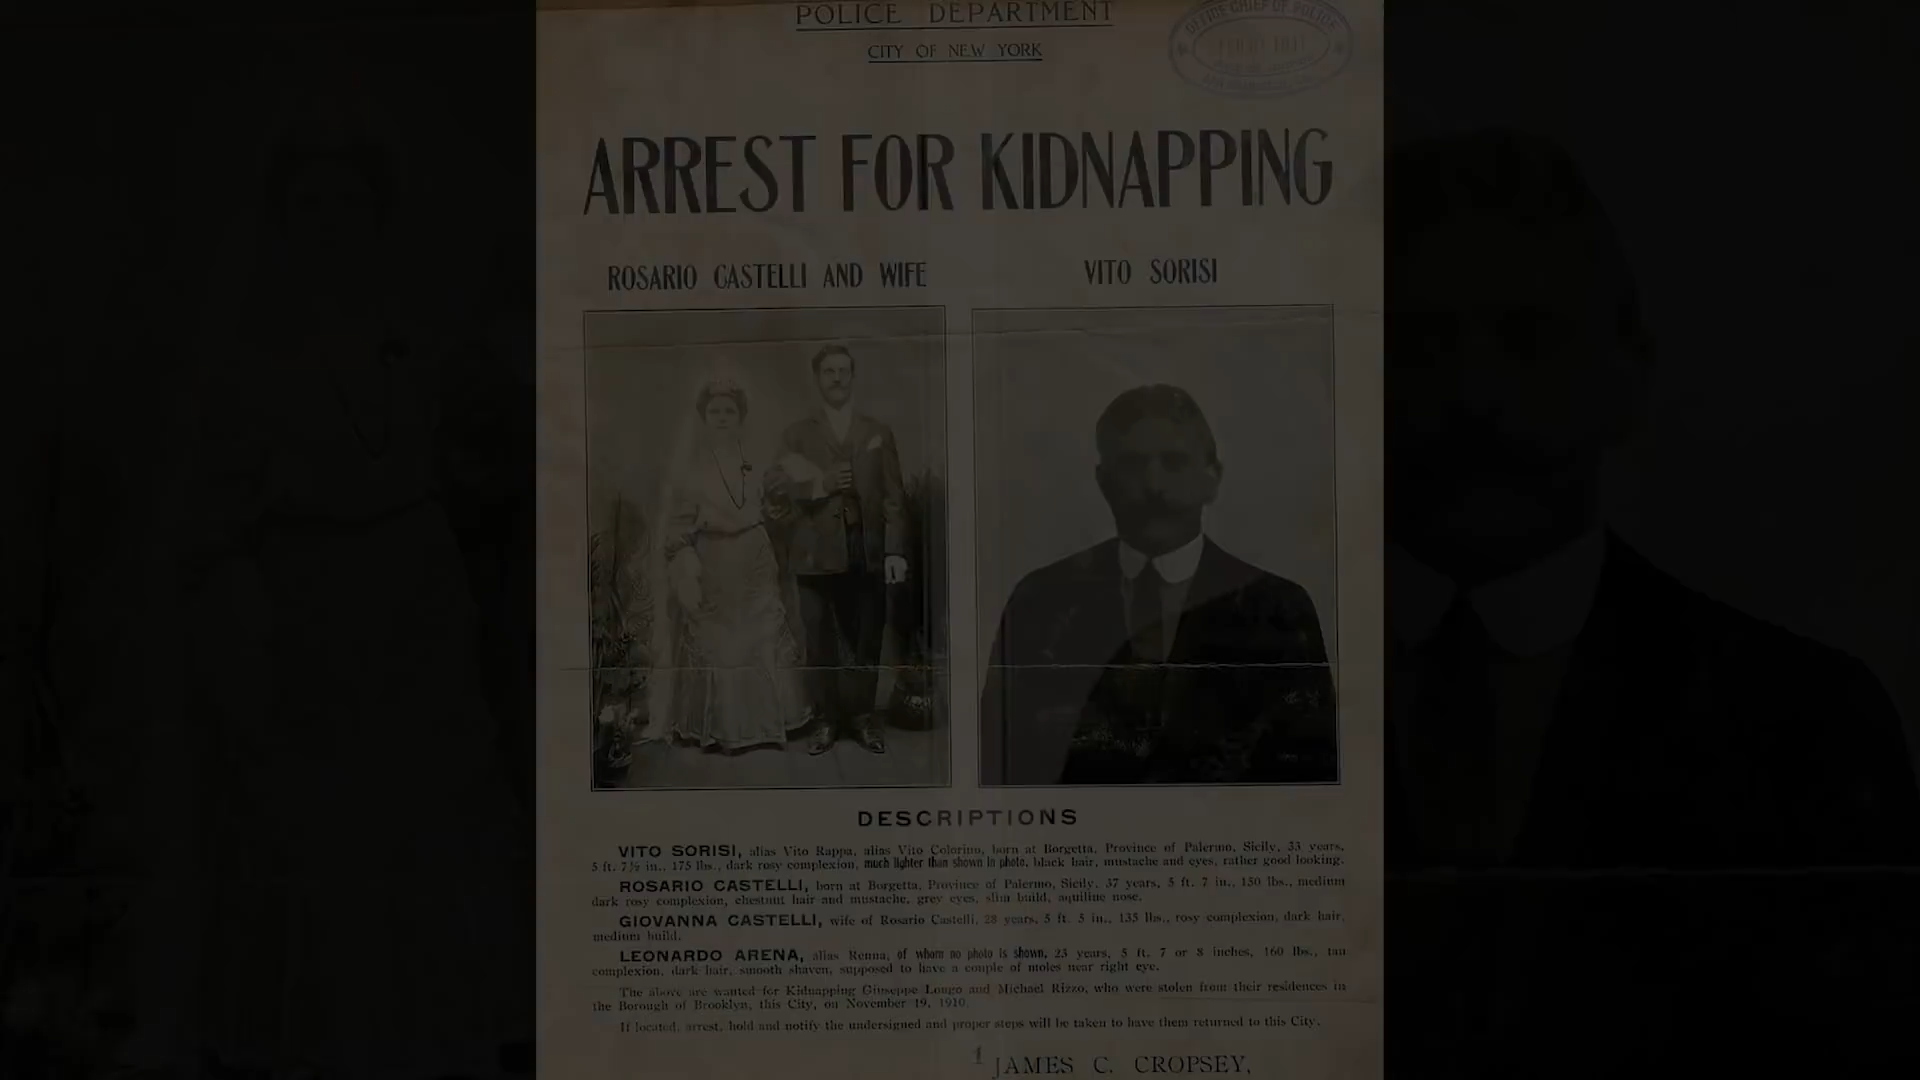 POLICE DEPARTMENT
CITY OF NEW YORK
OFFICE CHIEF OF POLICE
ARREST FOR KIDNAPPING
ROSARIO CASTELLI AND WIFE
VITO SORISI
DESCRIPTIONS
VITO SORISI, alias Vito Rappa, alias Vito Colorino, born at Borgetta, Province of Palermo, Sicily, 33 years,
5 ft. 7½ in., 175 lbs., dark rosy complexion, much lighter than shown in photo, black hair, mustache and eyes, rather good looking.
ROSARIO CASTELLI, born at Borgetta, Province of Palermo, Sicily, 37 years, 5 ft. 7 in., 150 lbs., medium
dark rosy complexion, chestnut hair and mustache, grey eyes, slim build, aquiline nose.
GIOVANNA CASTELLI, wife of Rosario Castelli, 28 years, 5 ft. 5 in., 135 lbs., rosy complexion, dark hair,
medium build.
LEONARDO ARENA, alias Renna, of whom no photo is shown, 23 years, 5 ft. 7 or 8 inches, 160 lbs., tan
complexion, dark hair, smooth shaven, supposed to have a couple of moles near right eye.
The above are wanted for Kidnapping Giuseppe Longo and Michael Rizzo, who were stolen from their residences in
the Borough of Brooklyn, this City, on November 19, 1910.
If located, arrest, hold and notify the undersigned and proper steps will be taken to have them returned to this City.
JAMES C. CROPSEY,